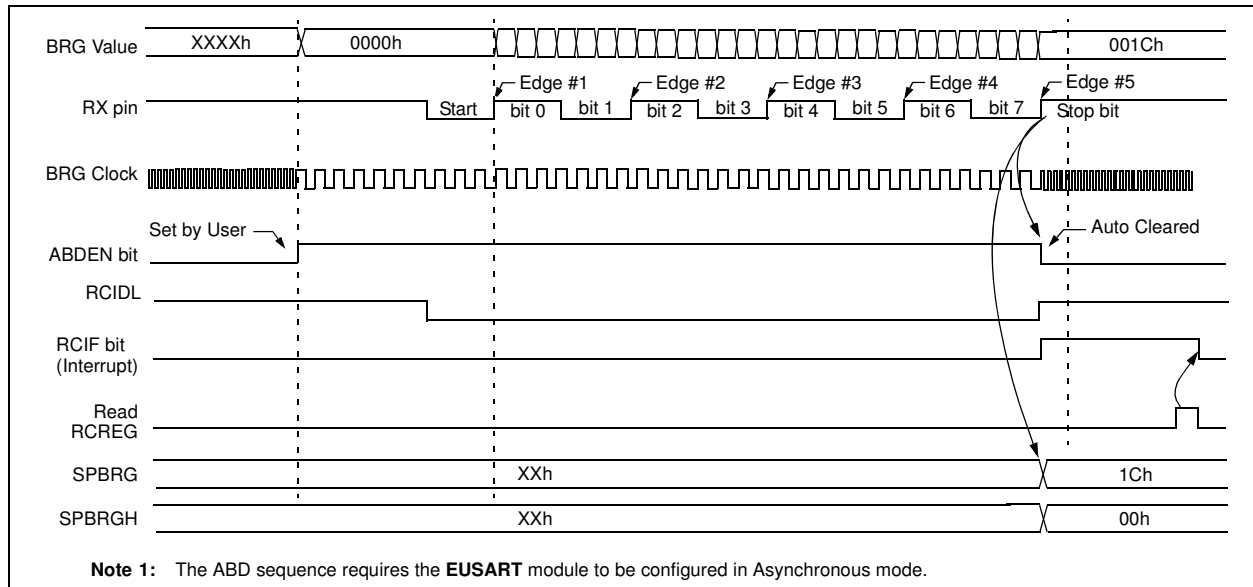 BRG Value XXXXh 0000h 001Ch
Edge #1 Edge #2 Edge #3 Edge #4 Edge #5
RX pin Start bit 0 bit 1 bit 2 bit 3 bit 4 bit 5 bit 6 bit 7 Stop bit
BRG Clock
Set by User Auto Cleared
ABDEN bit
RCIDL
RCIF bit
(Interrupt)
Read
RCREG
SPBRG XXh 1Ch
SPBRGH XXh 00h
Note 1: The ABD sequence requires the EUSART module to be configured in Asynchronous mode.